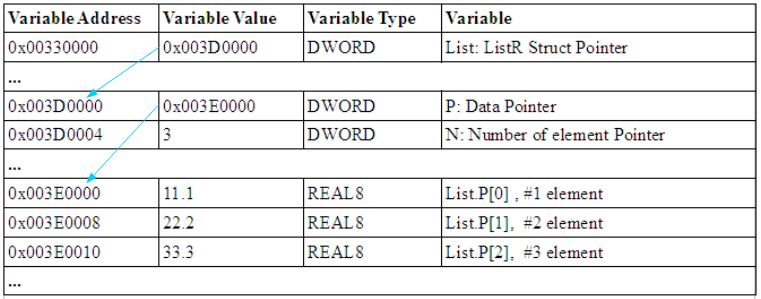 Variable Address Variable Value Variable Type Variable
0x00330000 0x003D0000 DWORD List: ListR Struct Pointer
...
0x003D0000 0x003E0000 DWORD P: Data Pointer
0x003D0004 3 DWORD N: Number of element Pointer
...
0x003E0000 11.1 REAL8 List.P[0] , #1 element
0x003E0008 22.2 REAL8 List.P[1], #2 element
0x003E0010 33.3 REAL8 List.P[2], #3 element
...